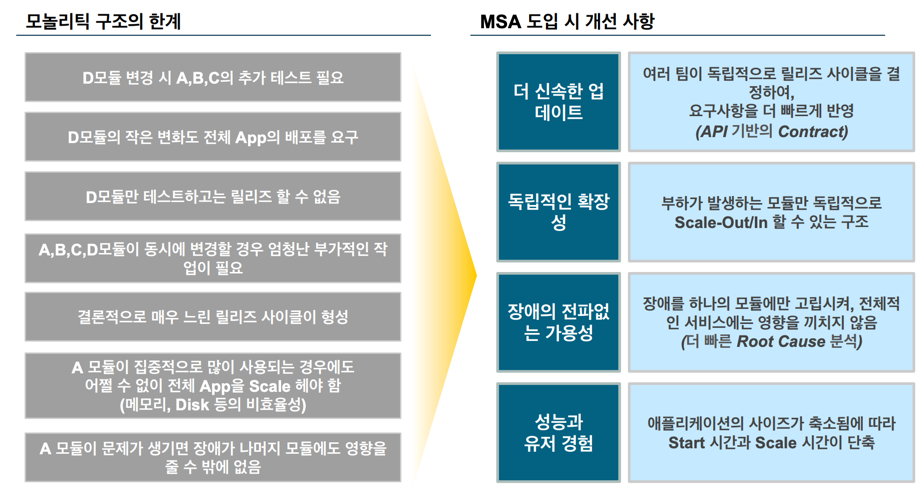 모놀리틱 구조의 한계
D모듈 변경 시 A,B,C의 추가 테스트 필요
D모듈의 작은 변화도 전체 App의 배포를 요구
D모듈만 테스트하고는 릴리즈 할 수 없음
A,B,C,D모듈이 동시에 변경할 경우 엄청난 부가적인 작
업이 필요
결론적으로 매우 느린 릴리즈 사이클이 형성
A 모듈이 집중적으로 많이 사용되는 경우에도
어쩔 수 없이 전체 App을 Scale 헤야 함
(메모리, Disk 등의 비효율성)
A 모듈이 문제가 생기면 장애가 나머지 모듈에도 영향을
줄 수 밖에 없음
MSA 도입 시 개선 사항
더 신속한 업
데이트
여러 팀이 독립적으로 릴리즈 사이클을 결
정하여,
요구사항을 더 빠르게 반영
(API 기반의 Contract)
독립적인 확장
성
부하가 발생하는 모듈만 독립적으로
Scale-Out/In 할 수 있는 구조
장애의 전파없
는 가용성
장애를 하나의 모듈에만 고립시켜, 전체적
인 서비스에는 영향을 끼치지 않음
(더 빠른 Root Cause 분석)
성능과
유저 경험
애플리케이션의 사이즈가 축소됨에 따라
Start 시간과 Scale 시간이 단축